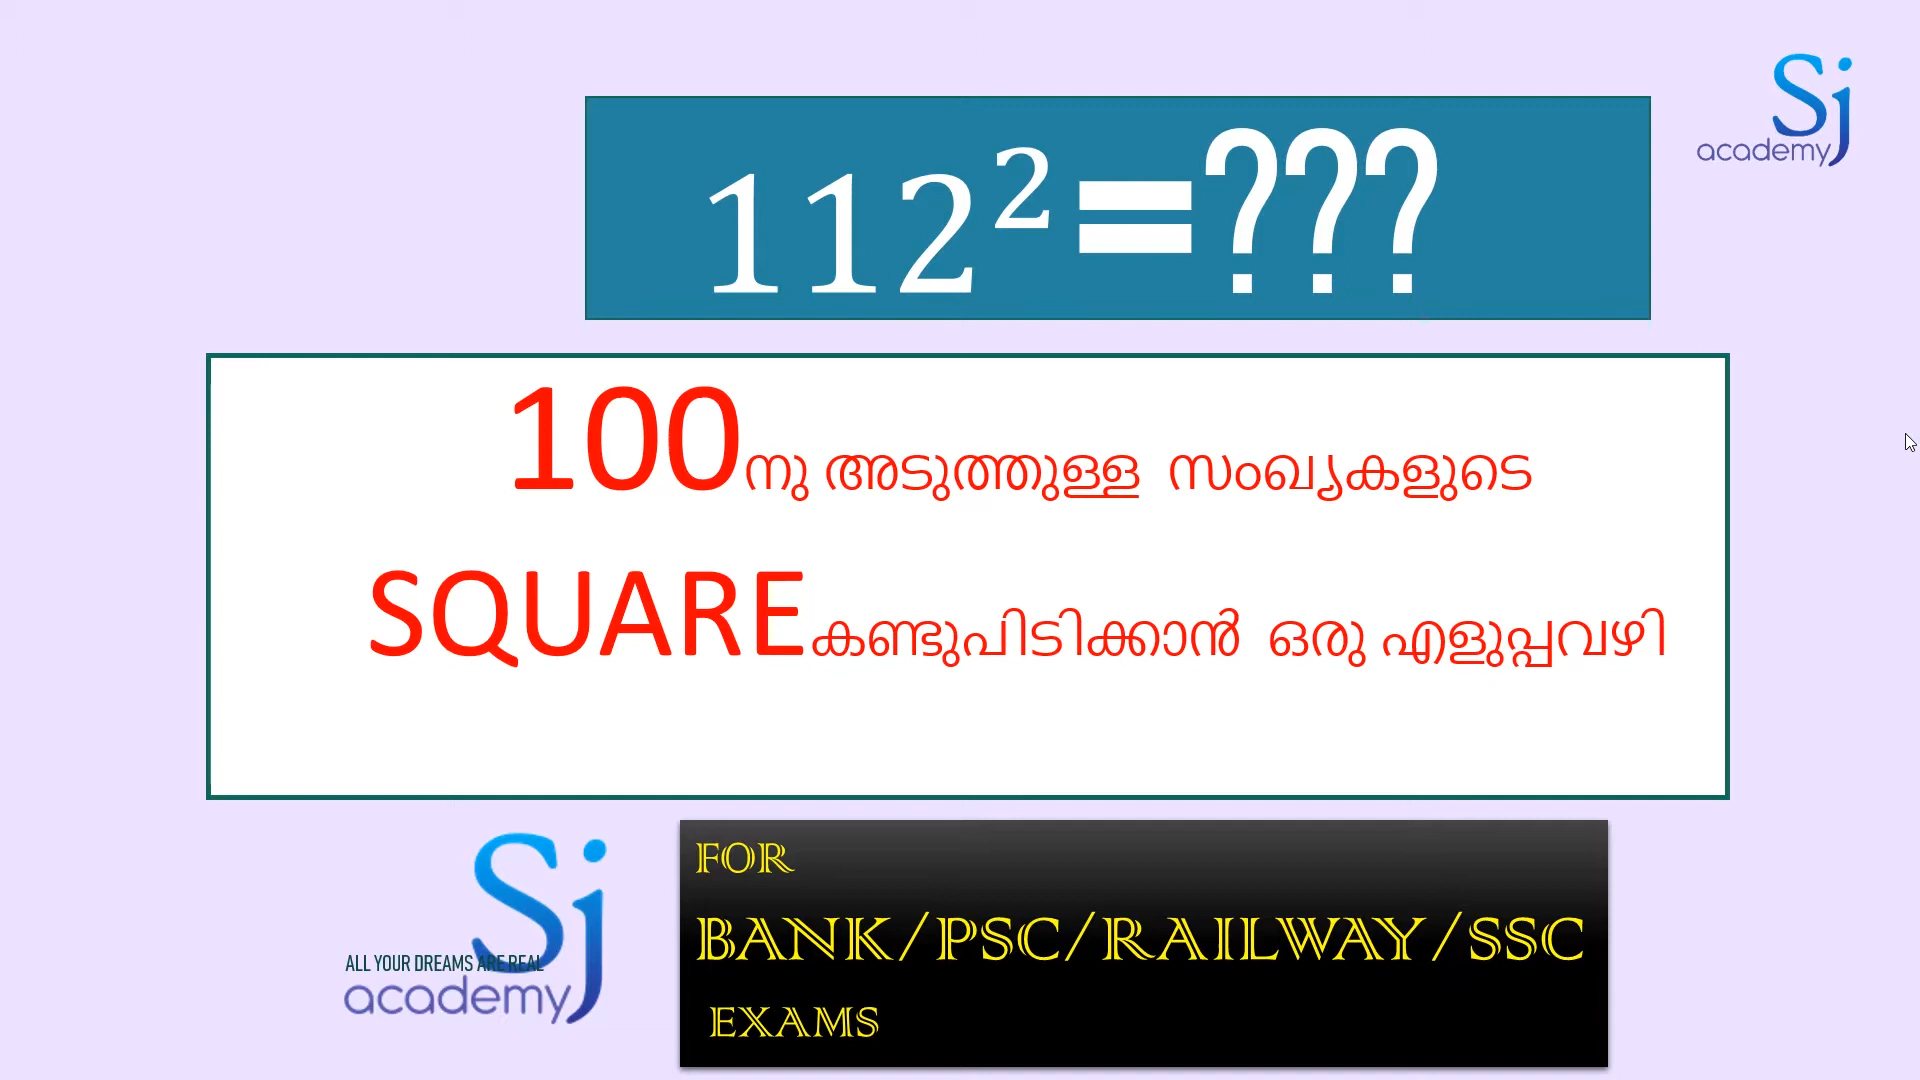 112²=???
Sj
academy
100നു അടുത്തുള്ള സംഖ്യകളുടെ
SQUAREകണ്ടുപിടിക്കാൻ ഒരു എളുപ്പവഴി
Sj
ALL YOUR DREAMS ARE REAL
academy
FOR
BANK/PSC/RAILWAY/SSC
EXAMS